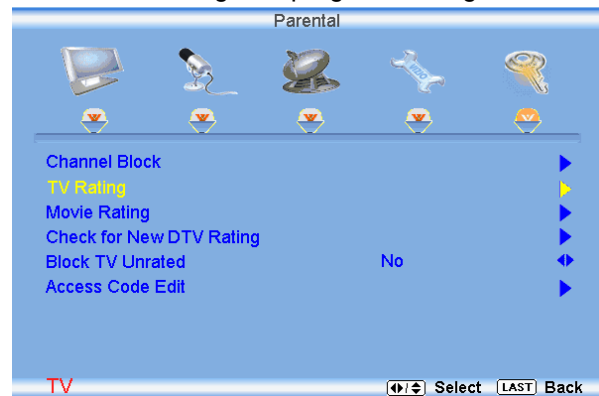 Parental
Channel Block
TV Rating
Movie Rating
Check for New DTV Rating
Block TV Unrated No
Access Code Edit
TV Select LAST Back